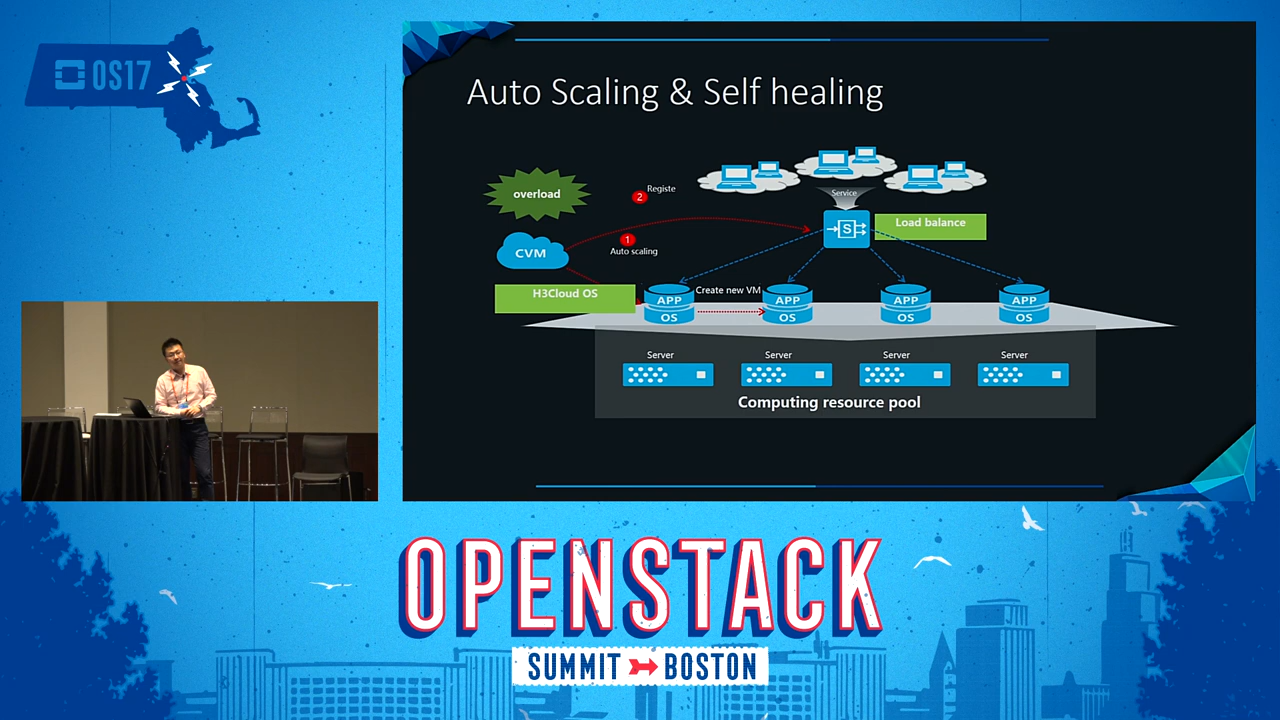 OS17
Auto Scaling & Self healing
overload
2
Registe
Service
S
Load balance
1
Auto scaling
CVM
H3Cloud OS
Create new VM
APP
OS
APP
OS
APP
OS
APP
OS
Server
Server
Server
Server
Computing resource pool
OPENSTACK
SUMMIT BOSTON